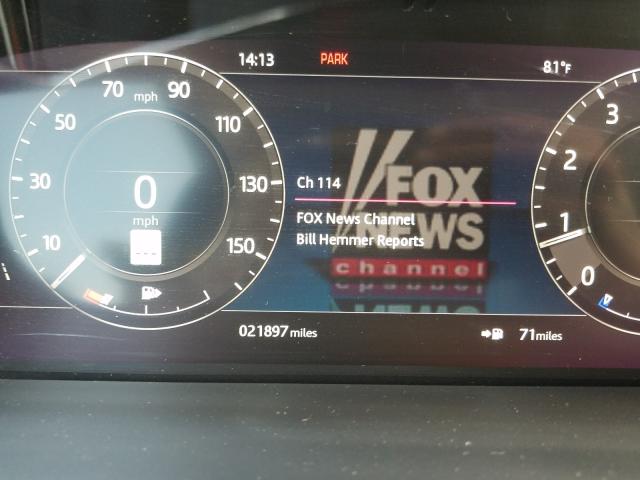 14:13 PARK 81°F
70 mph 90
50 110
30 0 130
mph
10 150
---
Ch 114
FOX News Channel
Bill Hemmer Reports
FOX
NEWS
channel
3
2
1
0
021897 miles 71 miles